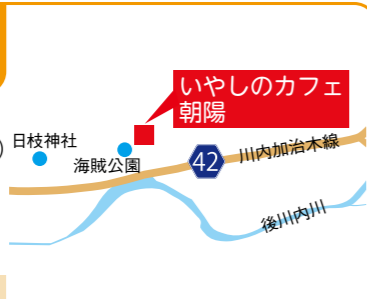 いやしのカフェ
朝陽
日枝神社
海賊公園
42
川内加治木線
後川内川